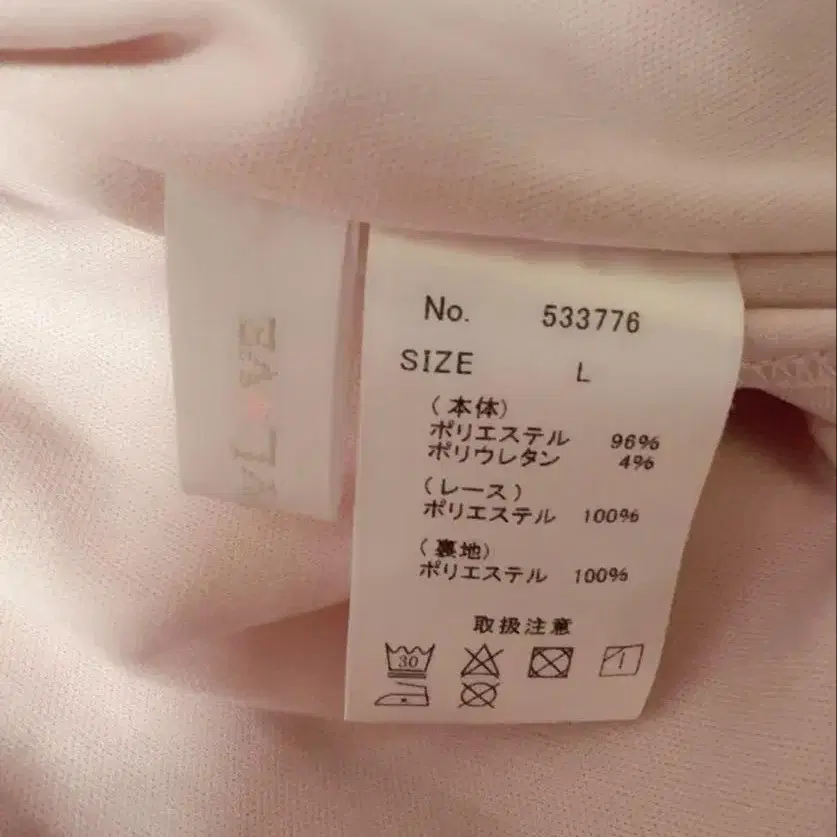 No. 533776
SIZE L
(本体)
ポリエステル 96%
ポリウレタン 4%
(レース)
ポリエステル 100%
(裏地)
ポリエステル 100%
取扱注意
30